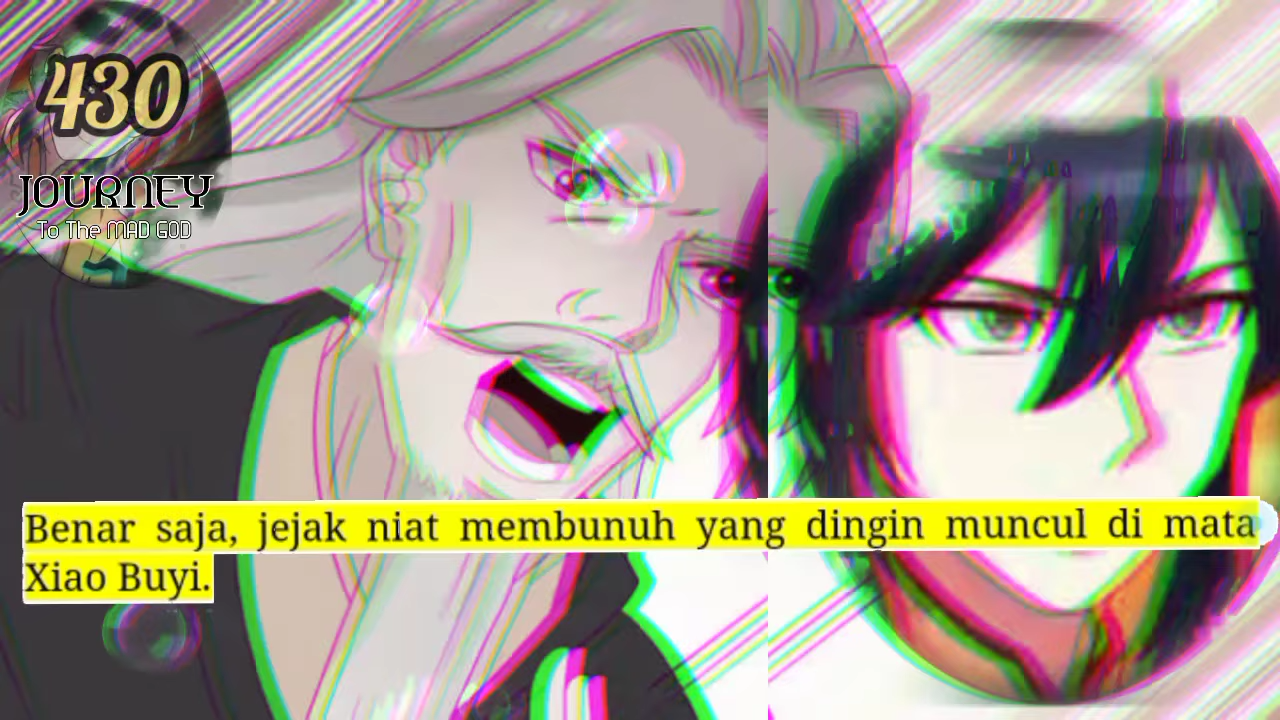 430
JOURNEY
To The MAD GOD
Benar saja, jejak niat membunuh yang dingin muncul di mata
Xiao Buyi.